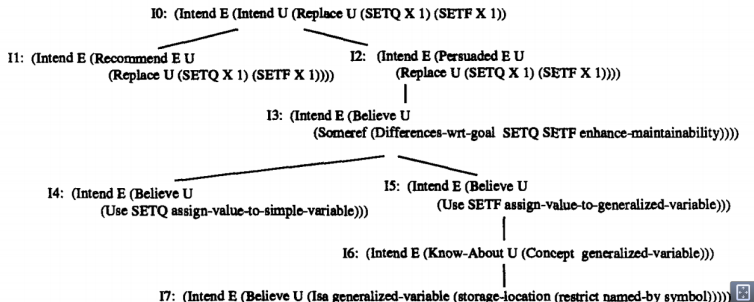 I0: (Intend E (Intend U (Replace U (SETQ X 1) (SETF X 1))
I1: (Intend E (Recommend E U
(Replace U (SETQ X 1) (SETF X 1))))
I2: (Intend E (Persuaded E U
(Replace U (SETQ X 1) (SETF X 1))))
I3: (Intend E (Believe U
(Someref (Differences-wrt-goal SETQ SETF enhance-maintainability))))
I4: (Intend E (Believe U
(Use SETQ assign-value-to-simple-variable)))
I5: (Intend E (Believe U
(Use SETF assign-value-to-generalized-variable)))
I6: (Intend E (Know-About U (Concept generalized-variable)))
I7: (Intend E (Believe U (Isa generalized-variable (storage-location (restrict named-by symbol)))))